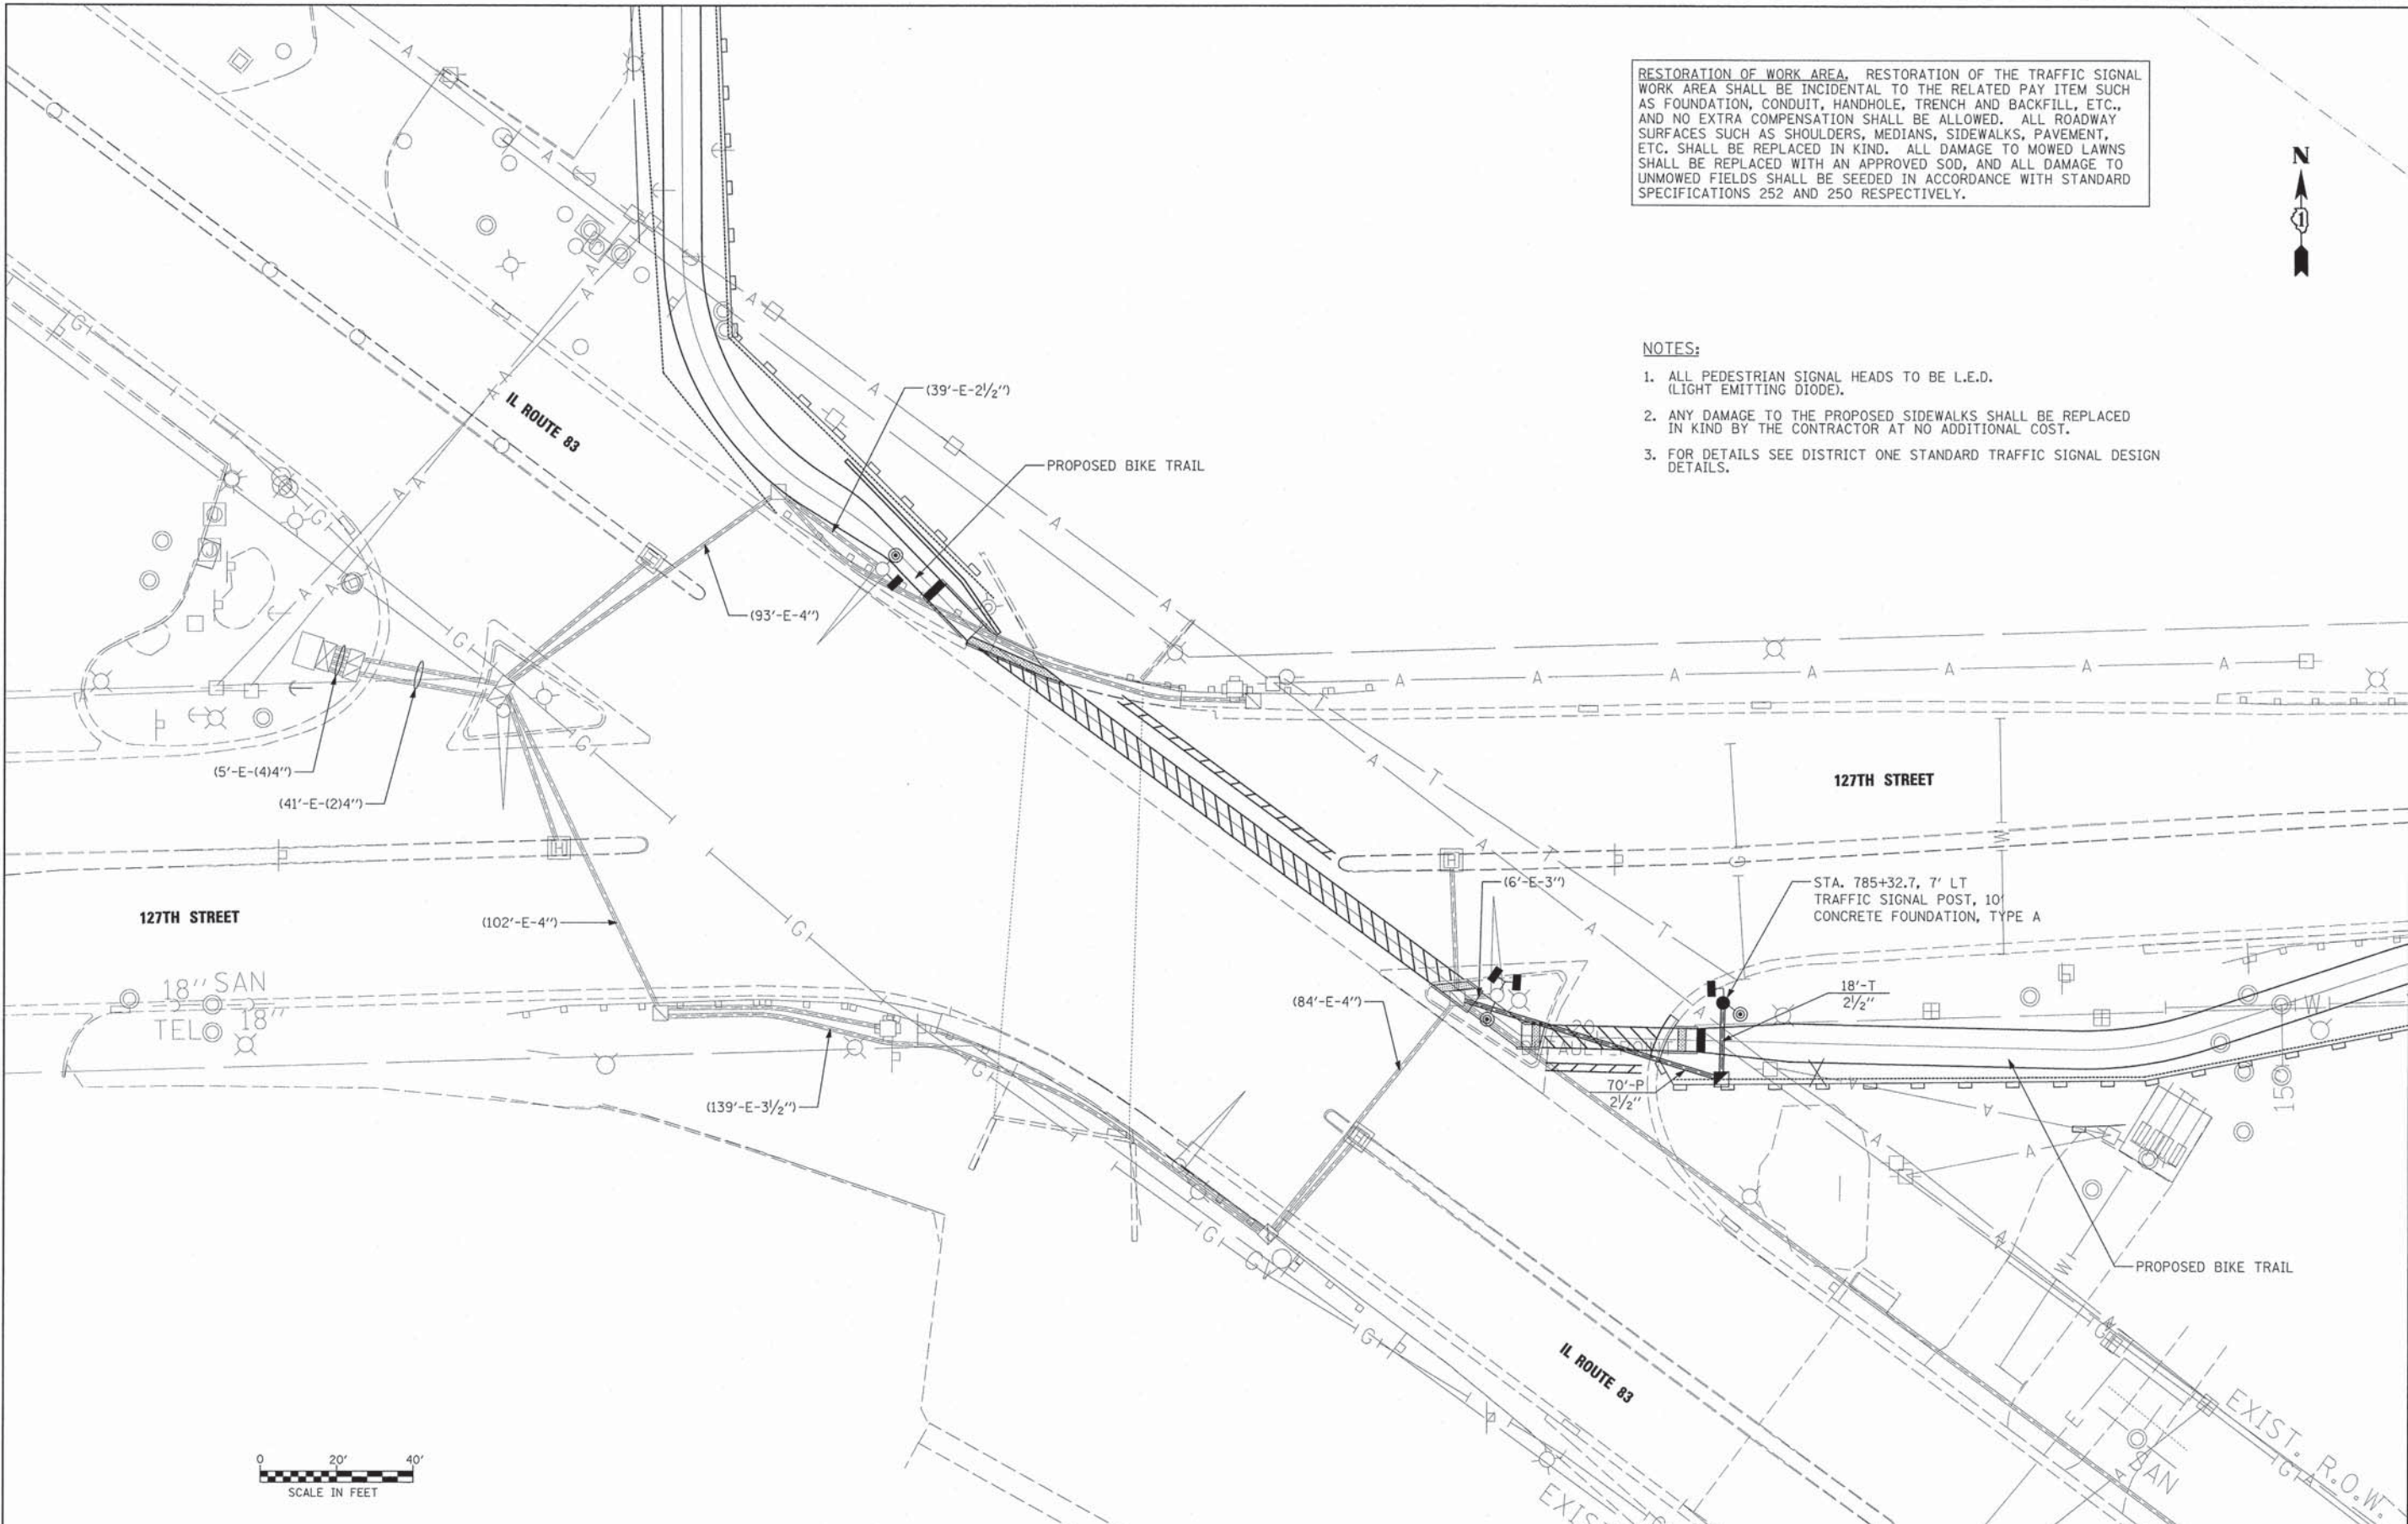 RESTORATION OF WORK AREA. RESTORATION OF THE TRAFFIC SIGNAL
WORK AREA SHALL BE INCIDENTAL TO THE RELATED PAY ITEM SUCH
AS FOUNDATION, CONDUIT, HANDHOLE, TRENCH AND BACKFILL, ETC.,
AND NO EXTRA COMPENSATION SHALL BE ALLOWED. ALL ROADWAY
SURFACES SUCH AS SHOULDERS, MEDIANS, SIDEWALKS, PAVEMENT,
ETC. SHALL BE REPLACED IN KIND. ALL DAMAGE TO MOWED LAWNS
SHALL BE REPLACED WITH AN APPROVED SOD, AND ALL DAMAGE TO
UNMOWED FIELDS SHALL BE SEEDED IN ACCORDANCE WITH STANDARD
SPECIFICATIONS 252 AND 250 RESPECTIVELY.
N
1
NOTES:
1. ALL PEDESTRIAN SIGNAL HEADS TO BE L.E.D.
(LIGHT EMITTING DIODE).
2. ANY DAMAGE TO THE PROPOSED SIDEWALKS SHALL BE REPLACED
IN KIND BY THE CONTRACTOR AT NO ADDITIONAL COST.
3. FOR DETAILS SEE DISTRICT ONE STANDARD TRAFFIC SIGNAL DESIGN
DETAILS.
IL ROUTE 83
(39'-E-2½")
PROPOSED BIKE TRAIL
(93'-E-4")
(5'-E-(4)4")
(41'-E-(2)4")
127TH STREET
127TH STREET
(102'-E-4")
(6'-E-3")
STA. 785+32.7, 7' LT
TRAFFIC SIGNAL POST, 10'
CONCRETE FOUNDATION, TYPE A
18" SAN
TEL 18"
(84'-E-4")
18'-T
2½"
70'-P
2½"
(139'-E-3½")
150
PROPOSED BIKE TRAIL
IL ROUTE 83
EXIST. R.O.W.
SAN
0 20' 40'
SCALE IN FEET